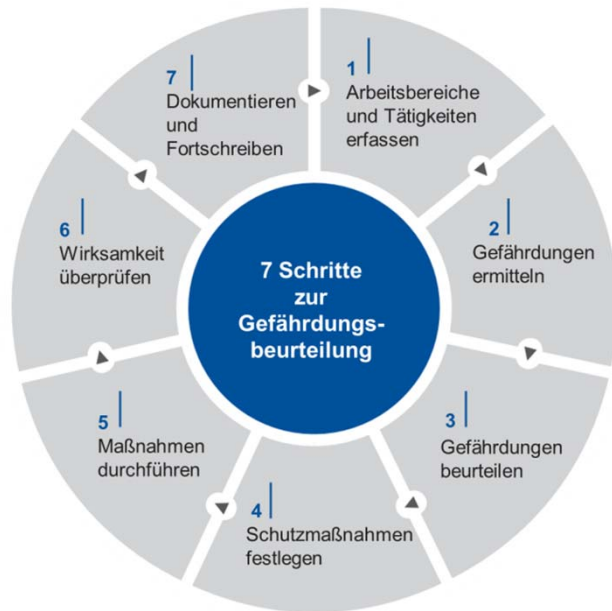 7 Schritte
zur
Gefährdungs-
beurteilung
1
Arbeitsbereiche
und Tätigkeiten
erfassen
2
Gefährdungen
ermitteln
3
Gefährdungen
beurteilen
4
Schutzmaßnahmen
festlegen
5
Maßnahmen
durchführen
6
Wirksamkeit
überprüfen
7
Dokumentieren
und
Fortschreiben